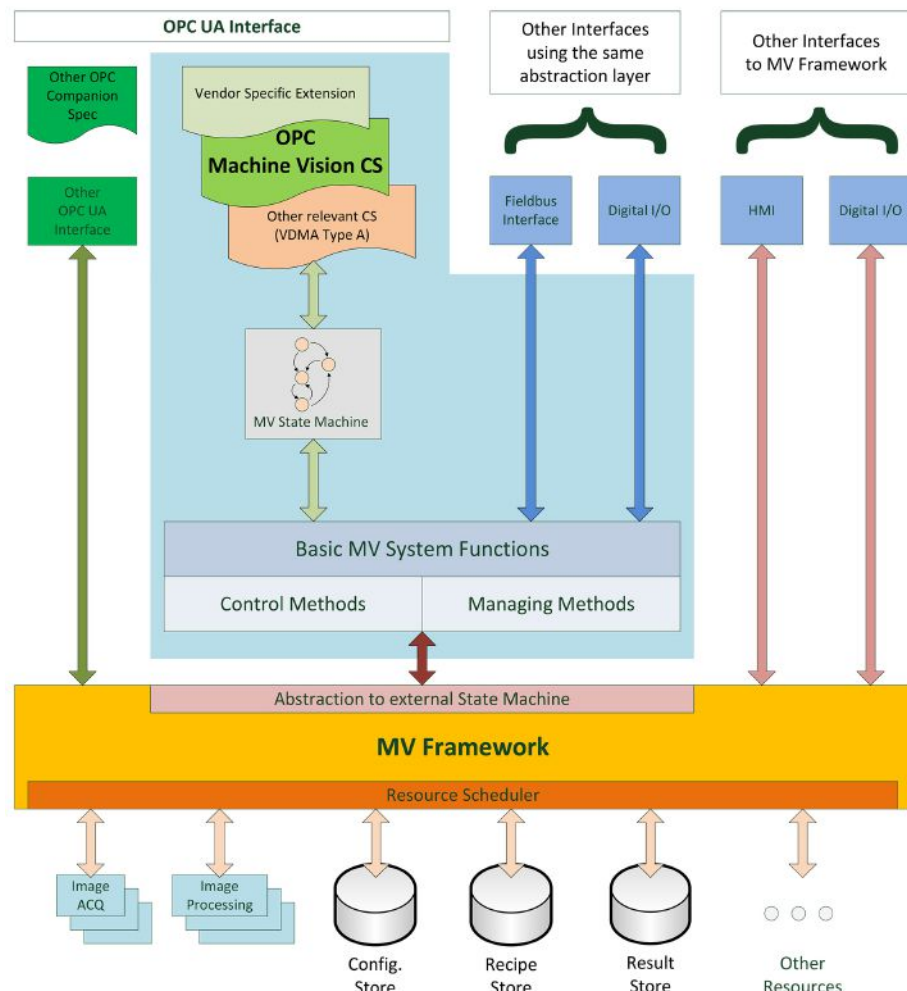 OPC UA Interface
Other Interfaces
using the same
abstraction layer
Other Interfaces
to MV Framework
Other OPC
Companion
Spec
Vendor Specific Extension
OPC
Machine Vision CS
Other relevant CS
(VDMA Type A)
Other
OPC UA
Interface
Fieldbus
Interface
Digital I/O
HMI
Digital I/O
MV State Machine
Basic MV System Functions
Control Methods
Managing Methods
Abstraction to external State Machine
MV Framework
Resource Scheduler
Image
ACQ
Image
Processing
Config.
Store
Recipe
Store
Result
Store
Other
Resources